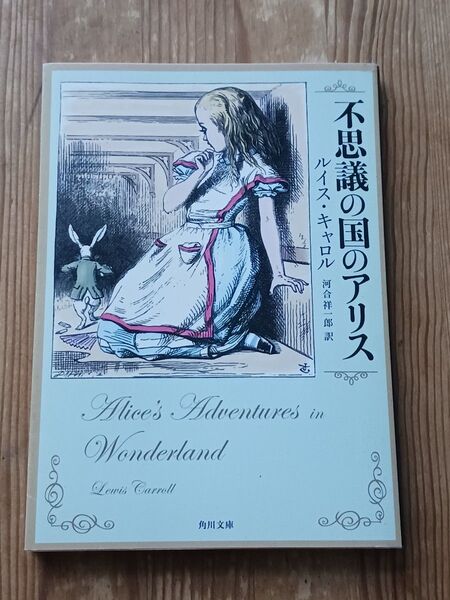 不思議の国のアリス
ルイス・キャロル
河合祥一郎 訳
Alice's Adventures in
Wonderland
Lewis Carroll
角川文庫